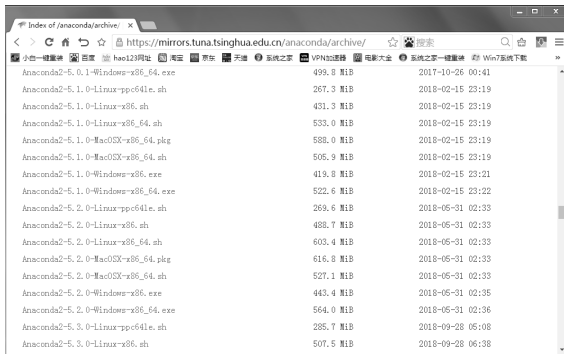 Index of /anaconda/archive/
https://mirrors.tuna.tsinghua.edu.cn/anaconda/archive/ 搜索
小白一键重装 百度 hao123网址 淘宝 京东 天猫 系统之家 VPN加速器 电影大全 系统之家一键重装 Win7系统下载 »
Anaconda2-5.0.1-Windows-x86_64.exe 499.8 MiB 2017-10-26 00:41
Anaconda2-5.1.0-Linux-ppc64le.sh 267.3 MiB 2018-02-15 23:19
Anaconda2-5.1.0-Linux-x86.sh 431.3 MiB 2018-02-15 23:19
Anaconda2-5.1.0-Linux-x86_64.sh 533.0 MiB 2018-02-15 23:19
Anaconda2-5.1.0-MacOSX-x86_64.pkg 588.0 MiB 2018-02-15 23:19
Anaconda2-5.1.0-MacOSX-x86_64.sh 505.9 MiB 2018-02-15 23:19
Anaconda2-5.1.0-Windows-x86.exe 419.8 MiB 2018-02-15 23:21
Anaconda2-5.1.0-Windows-x86_64.exe 522.6 MiB 2018-02-15 23:22
Anaconda2-5.2.0-Linux-ppc64le.sh 269.6 MiB 2018-05-31 02:33
Anaconda2-5.2.0-Linux-x86.sh 488.7 MiB 2018-05-31 02:33
Anaconda2-5.2.0-Linux-x86_64.sh 603.4 MiB 2018-05-31 02:33
Anaconda2-5.2.0-MacOSX-x86_64.pkg 616.8 MiB 2018-05-31 02:33
Anaconda2-5.2.0-MacOSX-x86_64.sh 527.1 MiB 2018-05-31 02:33
Anaconda2-5.2.0-Windows-x86.exe 443.4 MiB 2018-05-31 02:35
Anaconda2-5.2.0-Windows-x86_64.exe 564.0 MiB 2018-05-31 02:36
Anaconda2-5.3.0-Linux-ppc64le.sh 285.7 MiB 2018-09-28 05:08
Anaconda2-5.3.0-Linux-x86.sh 507.5 MiB 2018-09-28 06:38